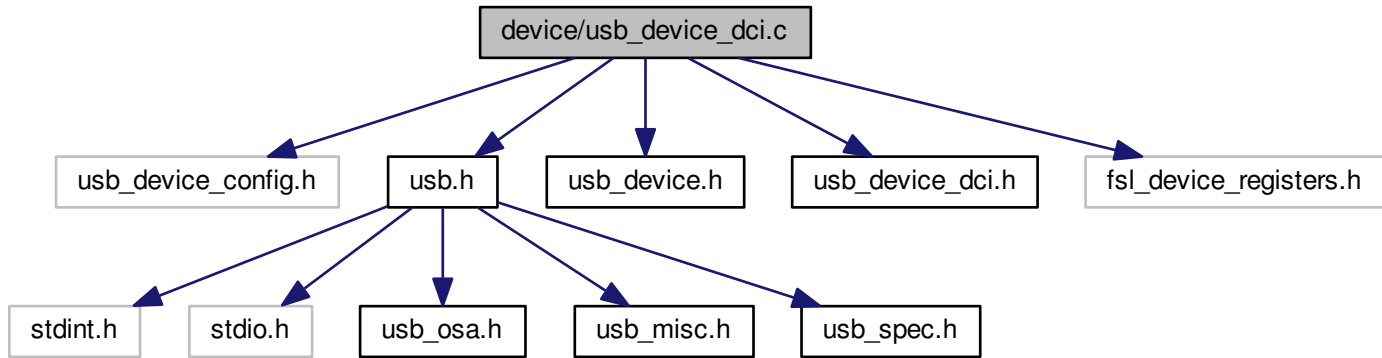 device/usb_device_dci.c
usb_device_config.h
usb.h
usb_device.h
usb_device_dci.h
fsl_device_registers.h
stdint.h
stdio.h
usb_osa.h
usb_misc.h
usb_spec.h